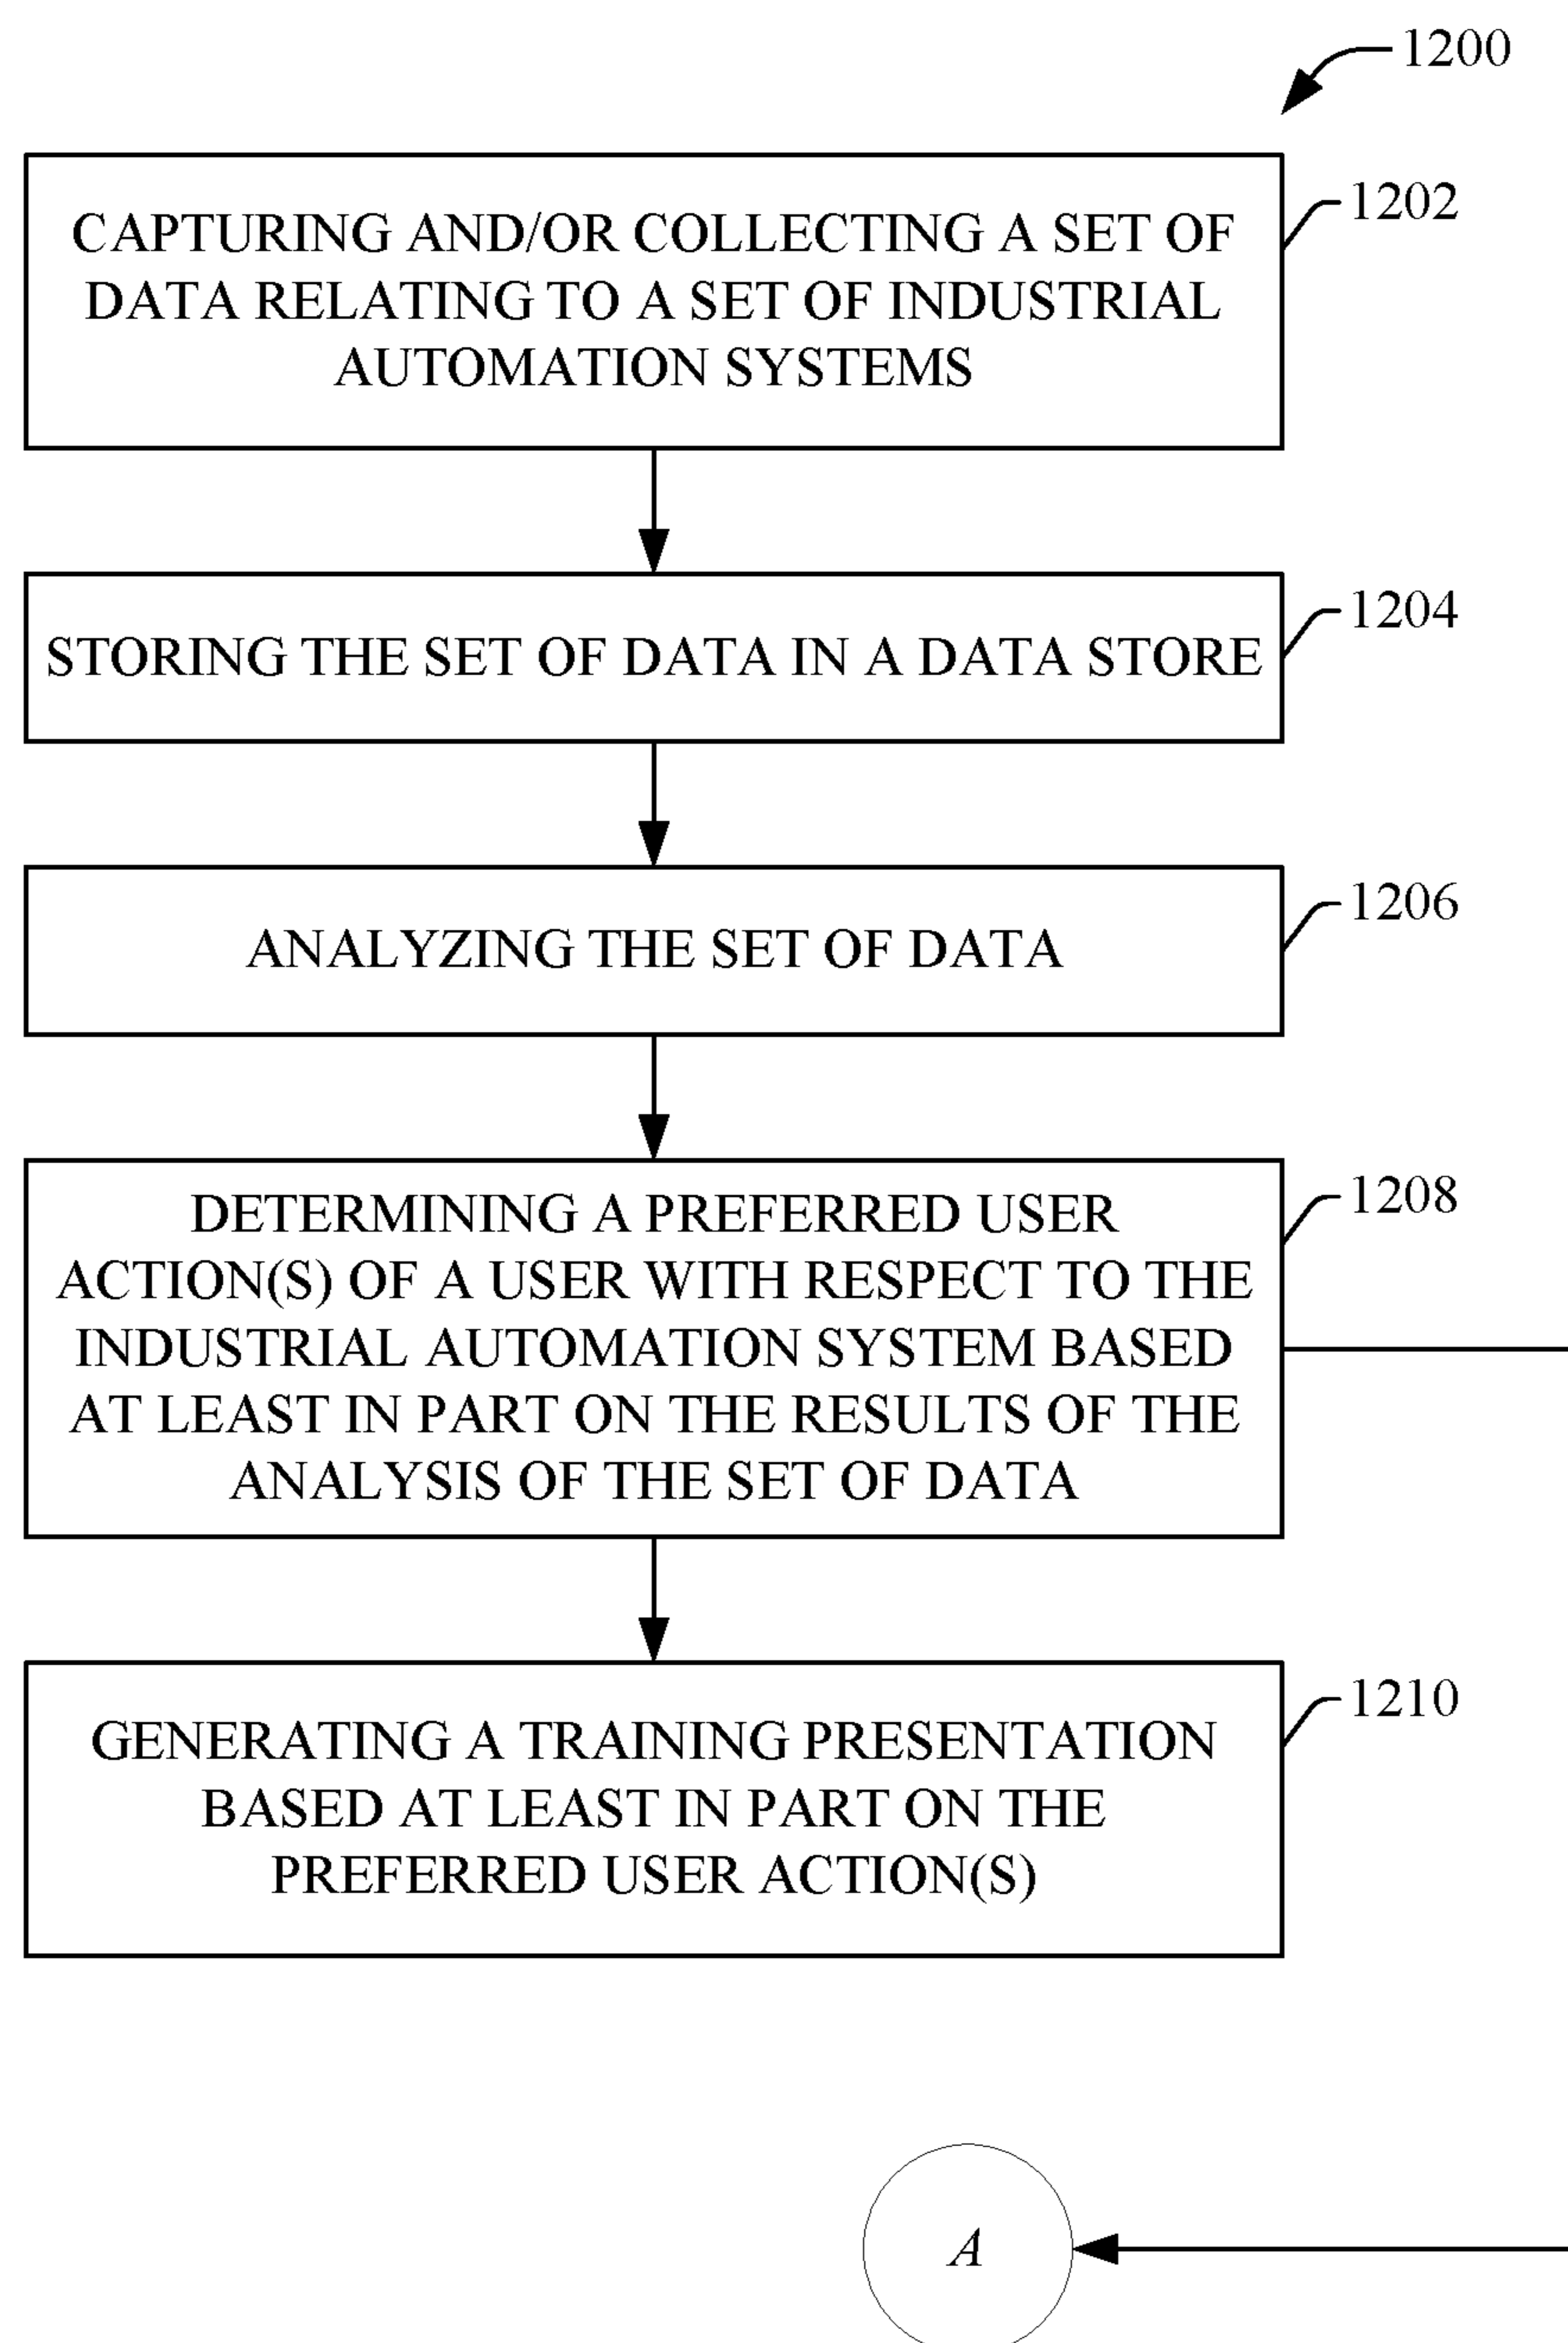 1200
1202
CAPTURING AND/OR COLLECTING A SET OF
DATA RELATING TO A SET OF INDUSTRIAL
AUTOMATION SYSTEMS
1204
STORING THE SET OF DATA IN A DATA STORE
1206
ANALYZING THE SET OF DATA
1208
DETERMINING A PREFERRED USER
ACTION(S) OF A USER WITH RESPECT TO THE
INDUSTRIAL AUTOMATION SYSTEM BASED
AT LEAST IN PART ON THE RESULTS OF THE
ANALYSIS OF THE SET OF DATA
1210
GENERATING A TRAINING PRESENTATION
BASED AT LEAST IN PART ON THE
PREFERRED USER ACTION(S)
A